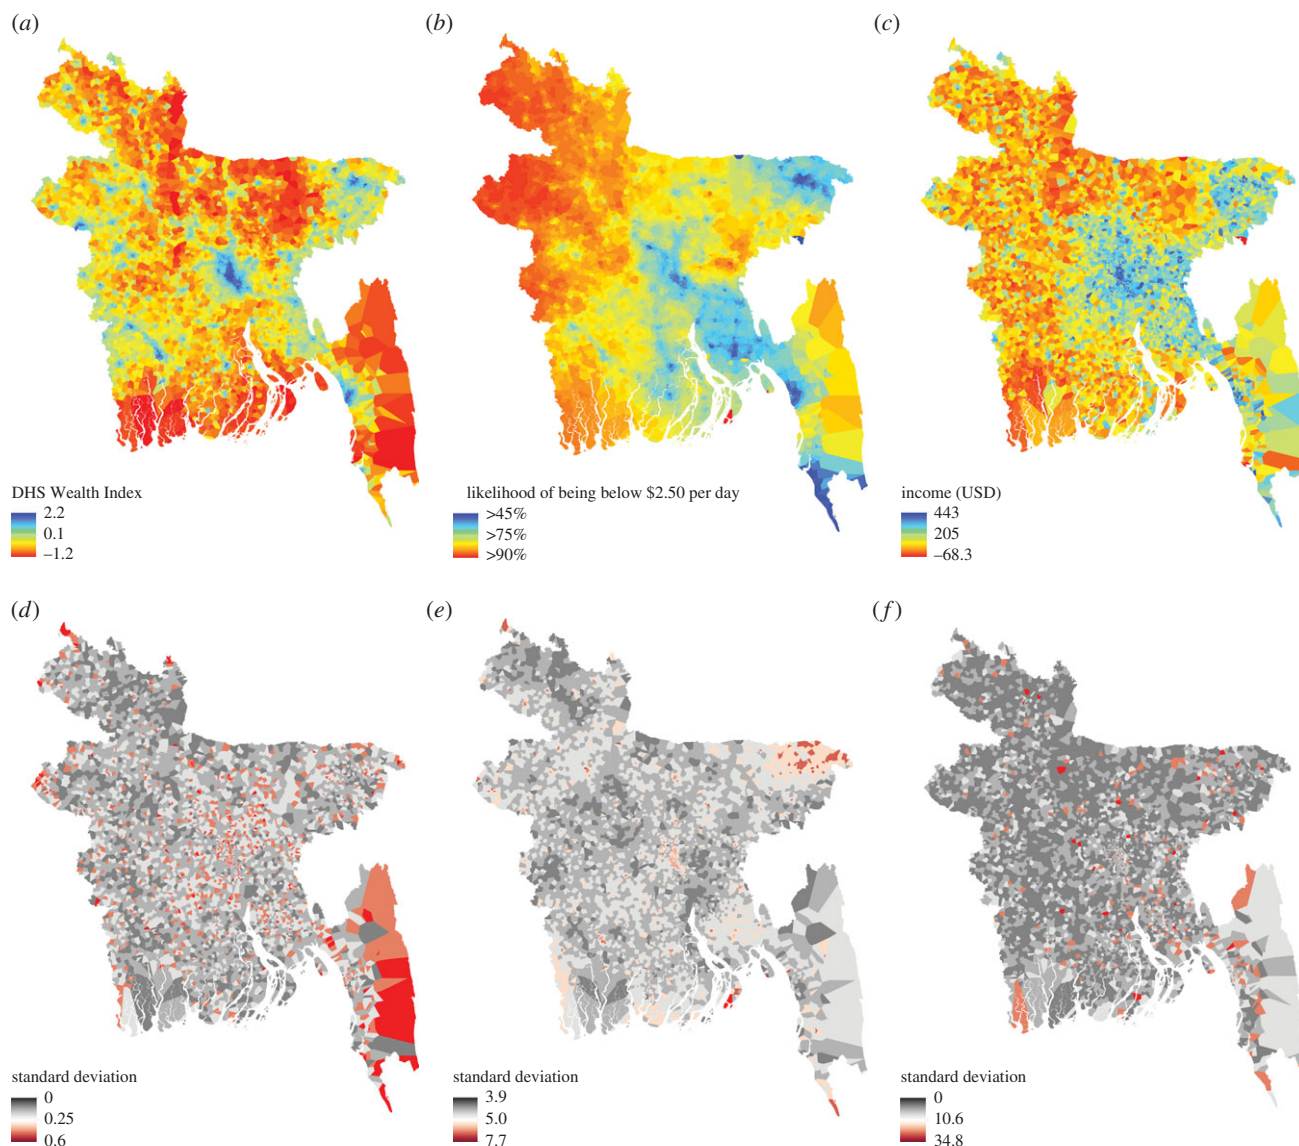 (a)
(b)
(c)
DHS Wealth Index
2.2
0.1
–1.2
likelihood of being below $2.50 per day
>45%
>75%
>90%
income (USD)
443
205
–68.3
(d)
(e)
(f)
standard deviation
0
0.25
0.6
standard deviation
3.9
5.0
7.7
standard deviation
0
10.6
34.8